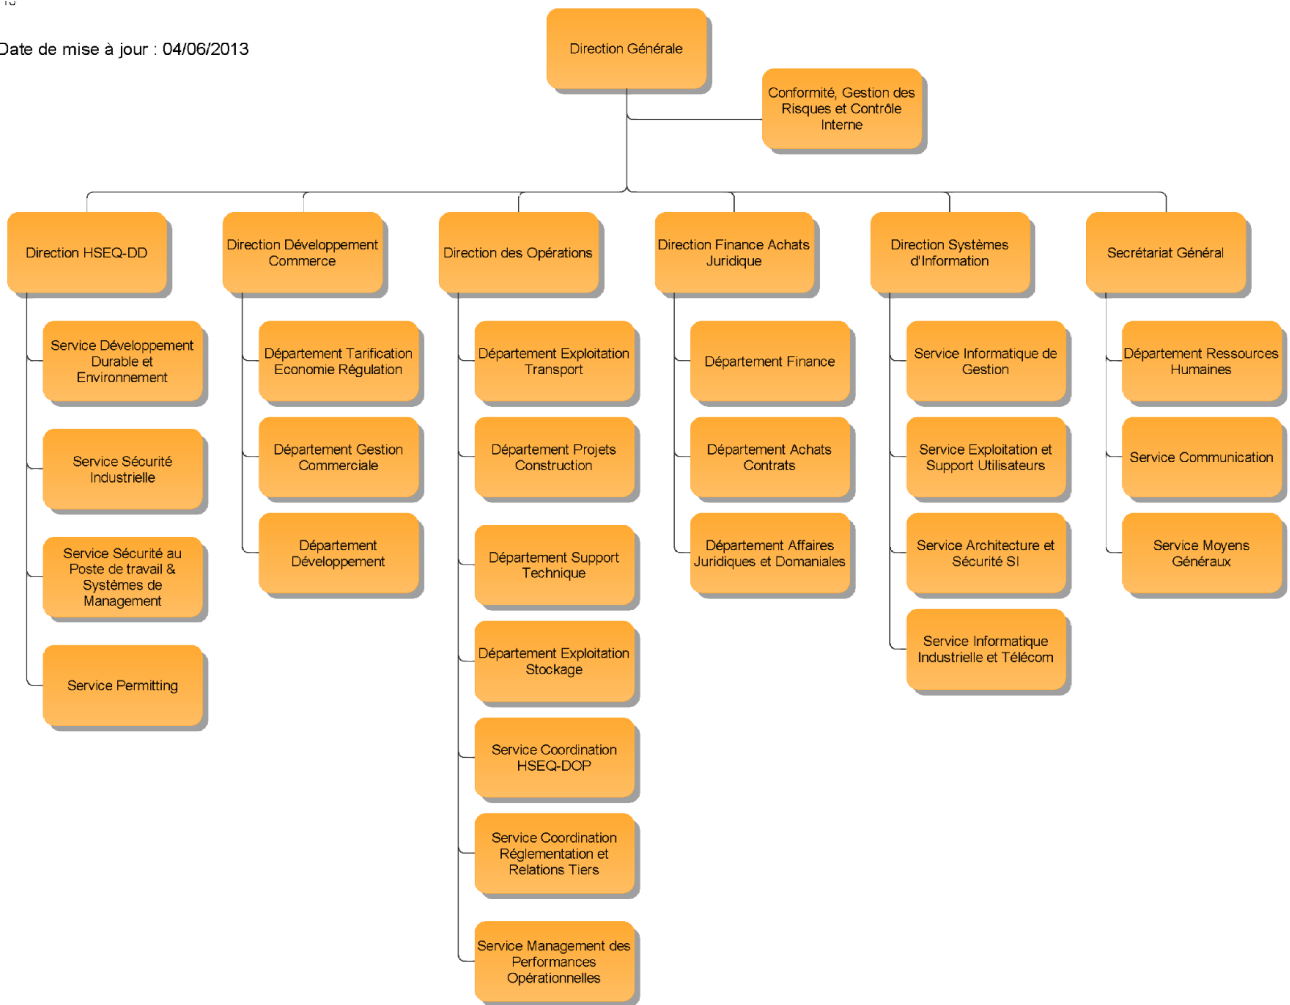 Date de mise à jour : 04/06/2013
Direction Générale
Conformité, Gestion des
Risques et Contrôle
Interne
Direction HSEQ-DD
Direction Développement
Commerce
Direction des Opérations
Direction Finance Achats
Juridique
Direction Systèmes
d'Information
Secrétariat Général
Service Développement
Durable et
Environnement
Service Sécurité
Industrielle
Service Sécurité au
Poste de travail &
Systèmes de
Management
Service Permitting
Département Tarification
Economie Régulation
Département Gestion
Commerciale
Département
Développement
Département Exploitation
Transport
Département Projets
Construction
Département Support
Technique
Département Exploitation
Stockage
Service Coordination
HSEQ-DOP
Service Coordination
Réglementation et
Relations Tiers
Service Management des
Performances
Opérationnelles
Département Finance
Département Achats
Contrats
Département Affaires
Juridiques et Domaniales
Service Informatique de
Gestion
Service Exploitation et
Support Utilisateurs
Service Architecture et
Sécurité SI
Service Informatique
Industrielle et Télécom
Département Ressources
Humaines
Service Communication
Service Moyens
Généraux